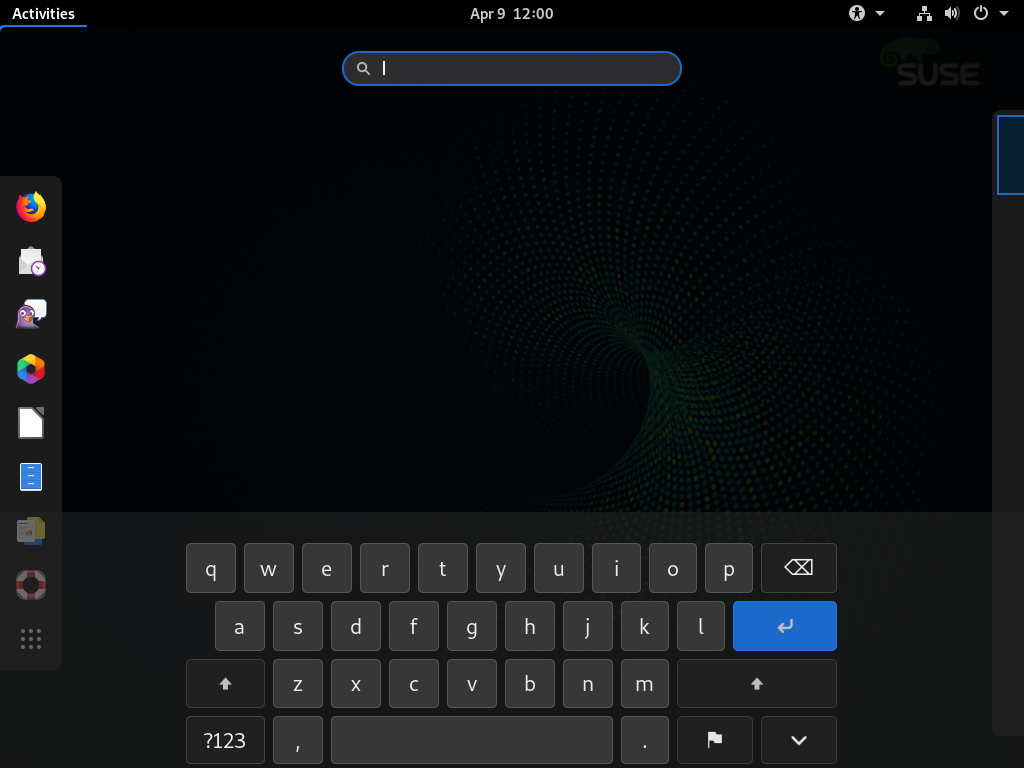 Activities
Apr 9 12:00
SUSE
q w e r t y u i o p
a s d f g h j k l
z x c v b n m
?123 , .